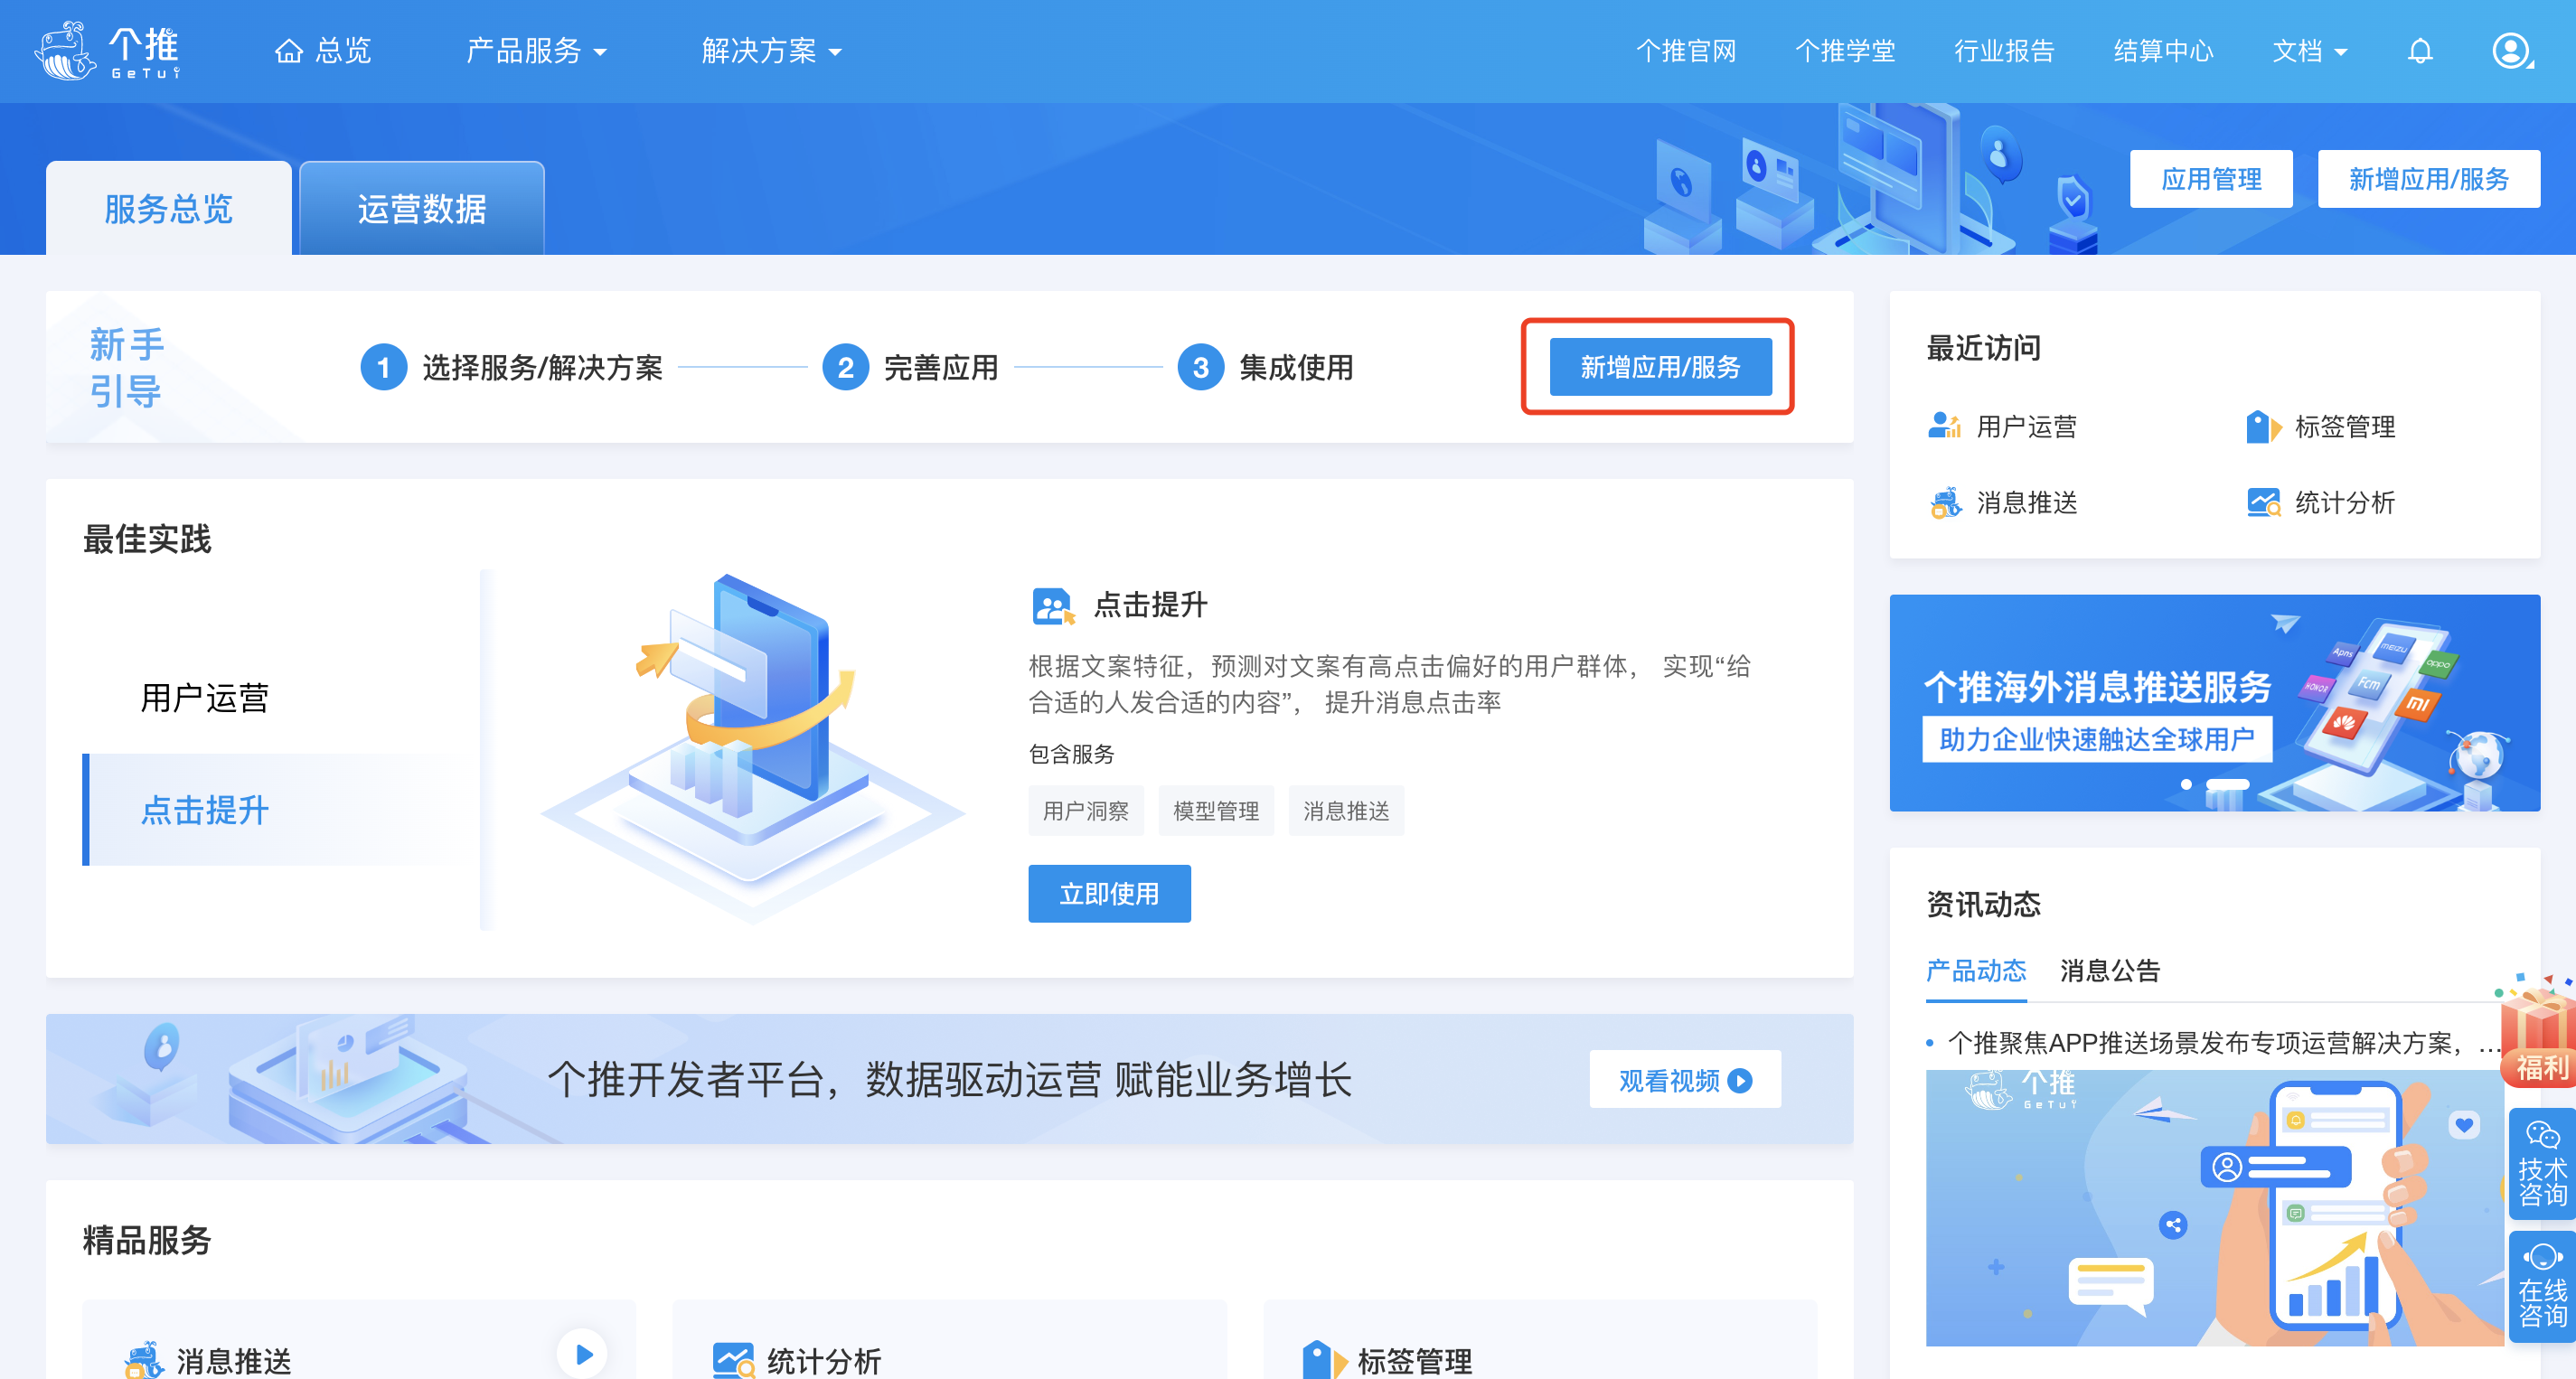 个推
GeTui
总览
产品服务
解决方案
个推官网
个推学堂
行业报告
结算中心
文档
服务总览
运营数据
应用管理
新增应用/服务
新手
引导
1 选择服务/解决方案
2 完善应用
3 集成使用
新增应用/服务
最佳实践
用户运营
点击提升
点击提升
根据文案特征，预测对文案有高点击偏好的用户群体， 实现“给
合适的人发合适的内容”， 提升消息点击率
包含服务
用户洞察
模型管理
消息推送
立即使用
个推开发者平台，数据驱动运营 赋能业务增长
观看视频
精品服务
消息推送
统计分析
标签管理
最近访问
用户运营
标签管理
消息推送
统计分析
个推海外消息推送服务
助力企业快速触达全球用户
Apns
MEIZU
oppo
HONOR
Fcm
MI
资讯动态
产品动态
消息公告
个推聚焦APP推送场景发布专项运营解决方案，...
个推
GeTui
福利
技术
咨询
在线
咨询